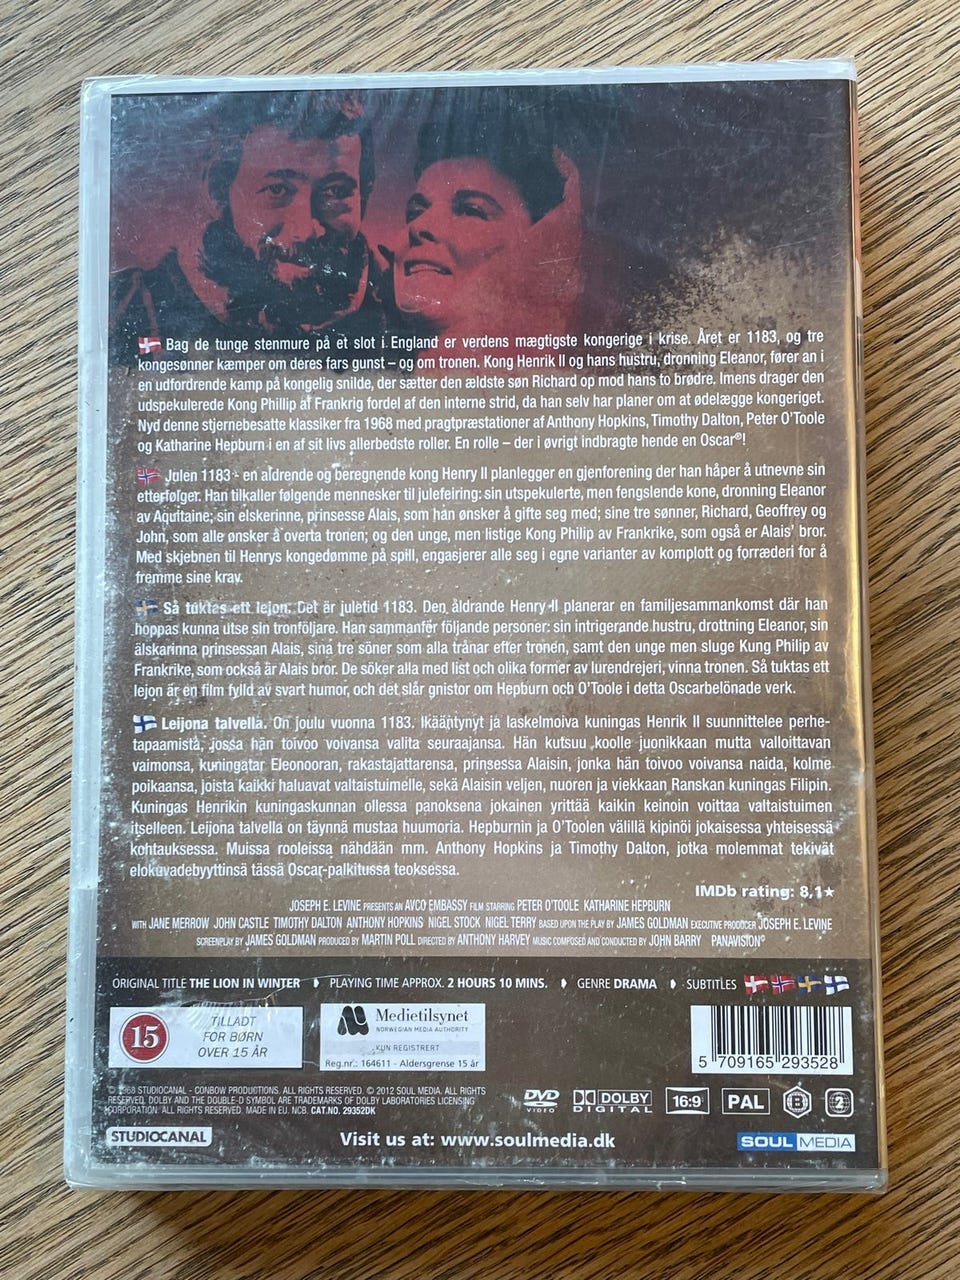 Bag de tunge stenmure på et slot i England er verdens mægtigste kongerige i krise. Året er 1183, og tre
kongesønner kæmper om deres fars gunst – og om tronen. Kong Henrik II og hans hustru, dronning Eleanor, fører an i
en udfordrende kamp på kongelig snilde, der sætter den ældste søn Richard op mod hans to brødre. Imens drager den
udspekulerede Kong Phillip af Frankrig fordel af den interne strid, da han selv har planer om at ødelægge kongeriget.
Nyd denne stjernebesatte klassiker fra 1968 med pragtpræstationer af Anthony Hopkins, Timothy Dalton, Peter O'Toole
og Katharine Hepburn i en af sit livs allerbedste roller. En rolle – der i øvrigt indbragte hende en Oscar®!
Julen 1183 - en aldrende og beregnende kong Henry II planlegger en gjenforening der han håper å utnevne sin
etterfølger. Han tilkaller følgende mennesker til julefeiring: sin utspekulerte, men fengslende kone, dronning Eleanor
av Aquitaine; sin elskerinne, prinsesse Alais, som han ønsker å gifte seg med; sine tre sønner, Richard, Geoffrey og
John, som alle ønsker å overta tronen; og den unge, men listige Kong Philip av Frankrike, som også er Alais' bror.
Med skjebnen til Henrys kongedømme på spill, engasjerer alle seg i egne varianter av komplott og forræderi for å
fremme sine krav.
Så tuktas ett lejon. Det är juletid 1183. Den åldrande Henry II planerar en familjesammankomst där han
hoppas kunna utse sin tronföljare. Han sammanför följande personer: sin intrigerande hustru, drottning Eleanor, sin
älskarinna prinsessan Alais, sina tre söner som alla trånar efter tronen, samt den unge men sluge Kung Philip av
Frankrike, som också är Alais bror. De söker alla med list och olika former av lurendrejeri, vinna tronen. Så tuktas ett
lejon är en film fylld av svart humor, och det slår gnistor om Hepburn och O'Toole i detta Oscarbelönade verk.
Leijona talvella. On joulu vuonna 1183. Ikääntynyt ja laskelmoiva kuningas Henrik II suunnittelee perhe-
tapaamista, jossa hän toivoo voivansa valita seuraajansa. Hän kutsuu koolle juonikkaan mutta valloittavan
vaimonsa, kuningatar Eleonooran, rakastajattarensa, prinsessa Alaisin, jonka hän toivoo voivansa naida, kolme
poikaansa, joista kaikki haluavat valtaistuimelle, sekä Alaisin veljen, nuoren ja viekkaan Ranskan kuningas Filipin.
Kuningas Henrikin kuningaskunnan ollessa panoksena jokainen yrittää kaikin keinoin voittaa valtaistuimen
itselleen. Leijona talvella on täynnä mustaa huumoria. Hepburnin ja O'Toolen välillä kipinöi jokaisessa yhteisessä
kohtauksessa. Muissa rooleissa nähdään mm. Anthony Hopkins ja Timothy Dalton, jotka molemmat tekivät
elokuvadebyyttinsä tässä Oscar-palkitussa teoksessa.
IMDb rating: 8,1★
JOSEPH E. LEVINE PRESENTS AN AVCO EMBASSY FILM STARRING PETER O'TOOLE KATHARINE HEPBURN
WITH JANE MERROW JOHN CASTLE TIMOTHY DALTON ANTHONY HOPKINS NIGEL STOCK NIGEL TERRY BASED UPON THE PLAY BY JAMES GOLDMAN EXECUTIVE PRODUCER JOSEPH E. LEVINE
SCREENPLAY BY JAMES GOLDMAN PRODUCED BY MARTIN POLL DIRECTED BY ANTHONY HARVEY MUSIC COMPOSED AND CONDUCTED BY JOHN BARRY PANAVISION®
ORIGINAL TITLE THE LION IN WINTER PLAYING TIME APPROX. 2 HOURS 10 MINS. GENRE DRAMA SUBTITLES
15
TILLADT
FOR BØRN
OVER 15 ÅR
Medietilsynet
NORWEGIAN MEDIA AUTHORITY
KUN REGISTRERT
Reg.nr.: 164611 - Aldersgrense 15 år
5 709165 293528
© 1968 STUDIOCANAL - CONBOW PRODUCTIONS. ALL RIGHTS RESERVED. © 2012 SOUL MEDIA. ALL RIGHTS
RESERVED. DOLBY AND THE DOUBLE-D SYMBOL ARE TRADEMARKS OF DOLBY LABORATORIES LICENSING
CORPORATION. ALL RIGHTS RESERVED. MADE IN EU. NCB. CAT.NO. 29352DK
DVD VIDEO
DOLBY DIGITAL
16:9
PAL
B
2
STUDIOCANAL
Visit us at: www.soulmedia.dk
SOUL MEDIA